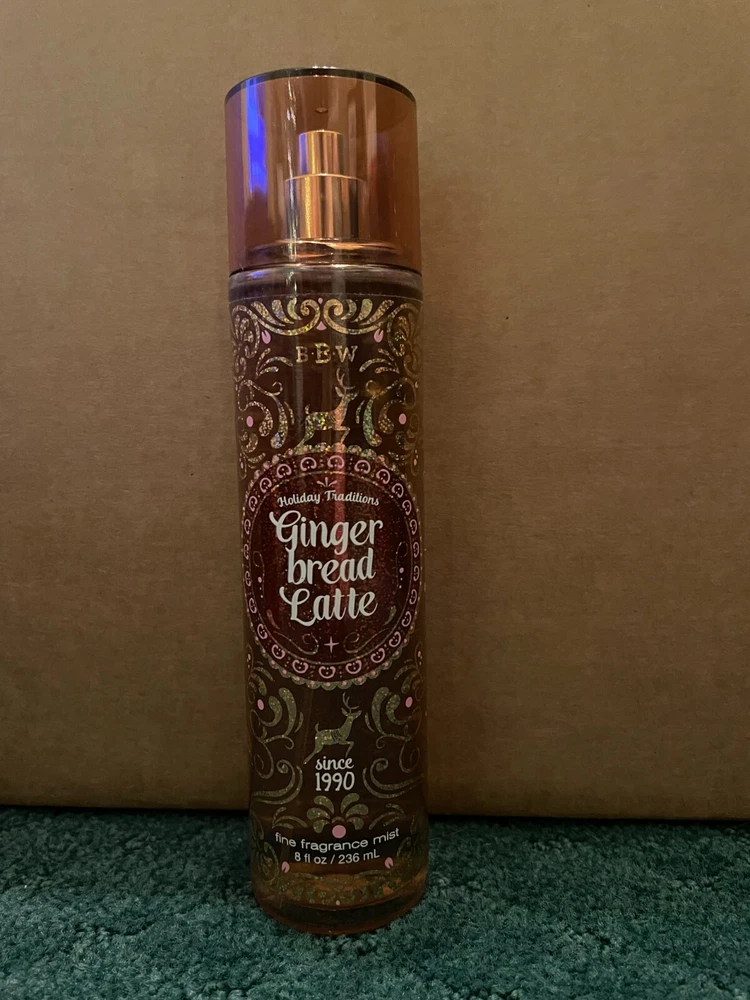 BBW
Holiday Traditions
Ginger
bread
Latte
since
1990
fine fragrance mist
8 fl oz / 236 mL